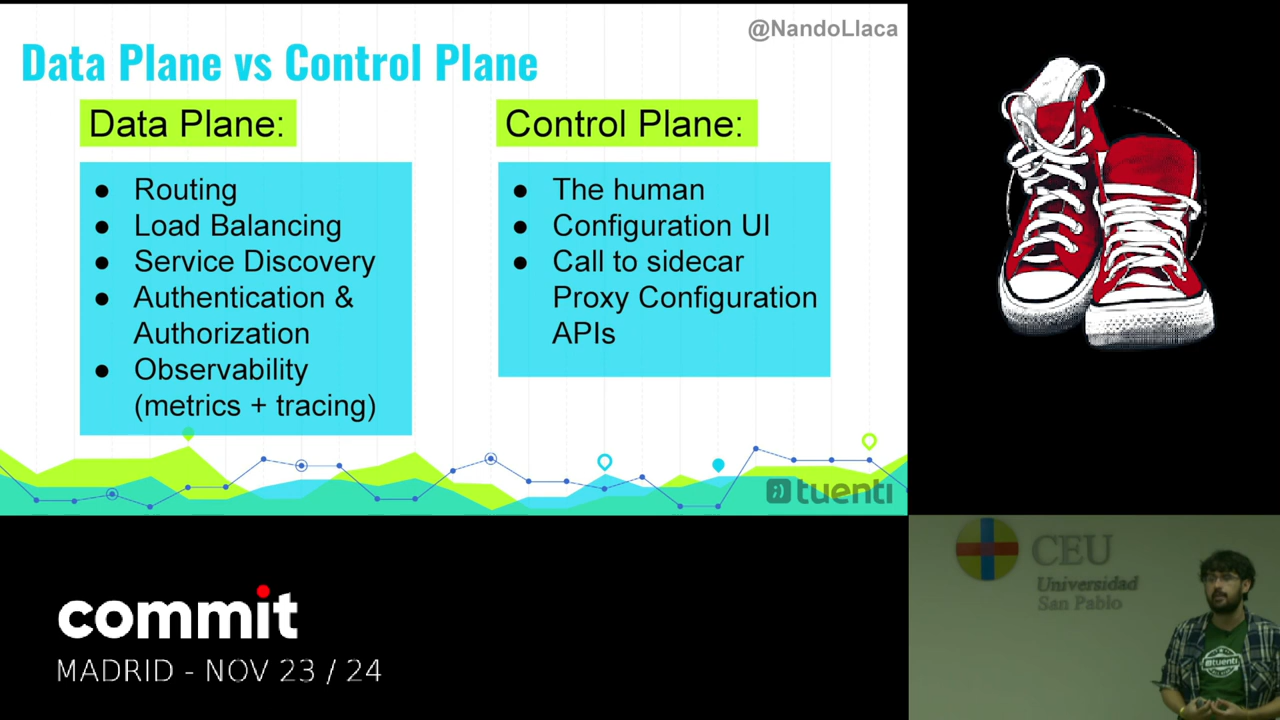 @NandoLlaca
Data Plane vs Control Plane
Data Plane:
● Routing
● Load Balancing
● Service Discovery
● Authentication &
Authorization
● Observability
(metrics + tracing)
Control Plane:
● The human
● Configuration UI
● Call to sidecar
Proxy Configuration
APIs
tuenti
commit
MADRID - NOV 23 / 24
CEU
Universidad
San Pablo
tuenti